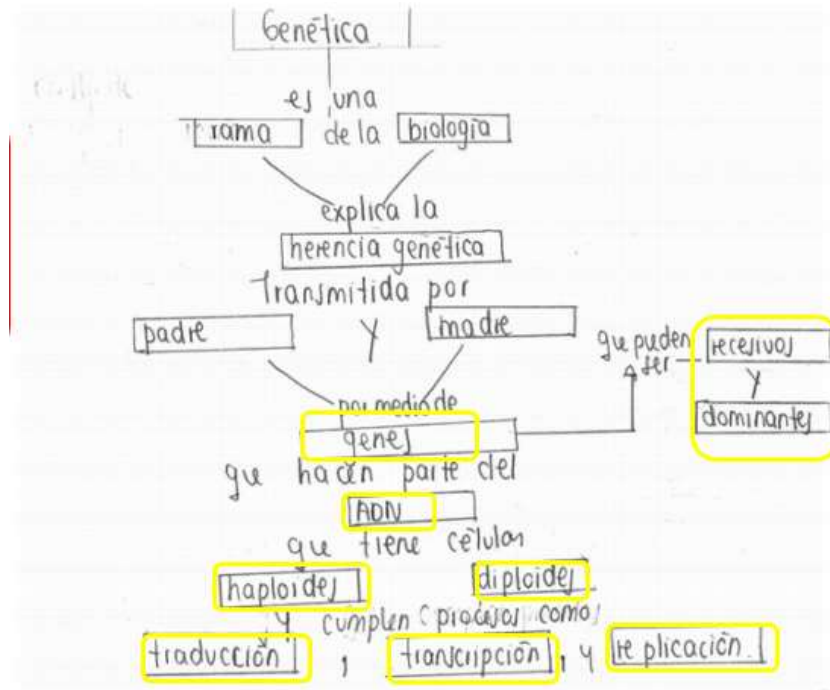 Genética
es una
rama de la biología
explica la
herencia genética
Transmitida por
padre y madre
que pueden
ser recesivos
y
dominantes
por medio de
genes
que hacen parte del
ADN
que tiene células
haploides diploides
y cumplen procesos como
traducción, transcripción, y replicación.